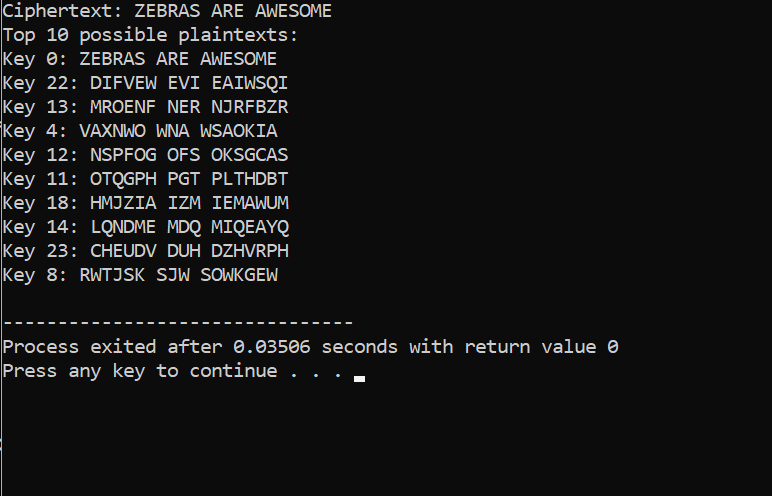 Ciphertext: ZEBRAS ARE AWESOME
Top 10 possible plaintexts:
Key 0: ZEBRAS ARE AWESOME
Key 22: DIFVEW EVI EAIWSQI
Key 13: MROENF NER NJRFBZR
Key 4: VAXNWO WNA WSAOKIA
Key 12: NSPFOG OFS OKSGCAS
Key 11: OTQGPH PGT PLTHDBT
Key 18: HMJZIA IZM IEMAWUM
Key 14: LQNDME MDQ MIQEAYQ
Key 23: CHEUDV DUH DZHVRPH
Key 8: RWTJSK SJW SOWKGEW
--------------------------------
Process exited after 0.03506 seconds with return value 0
Press any key to continue . . .